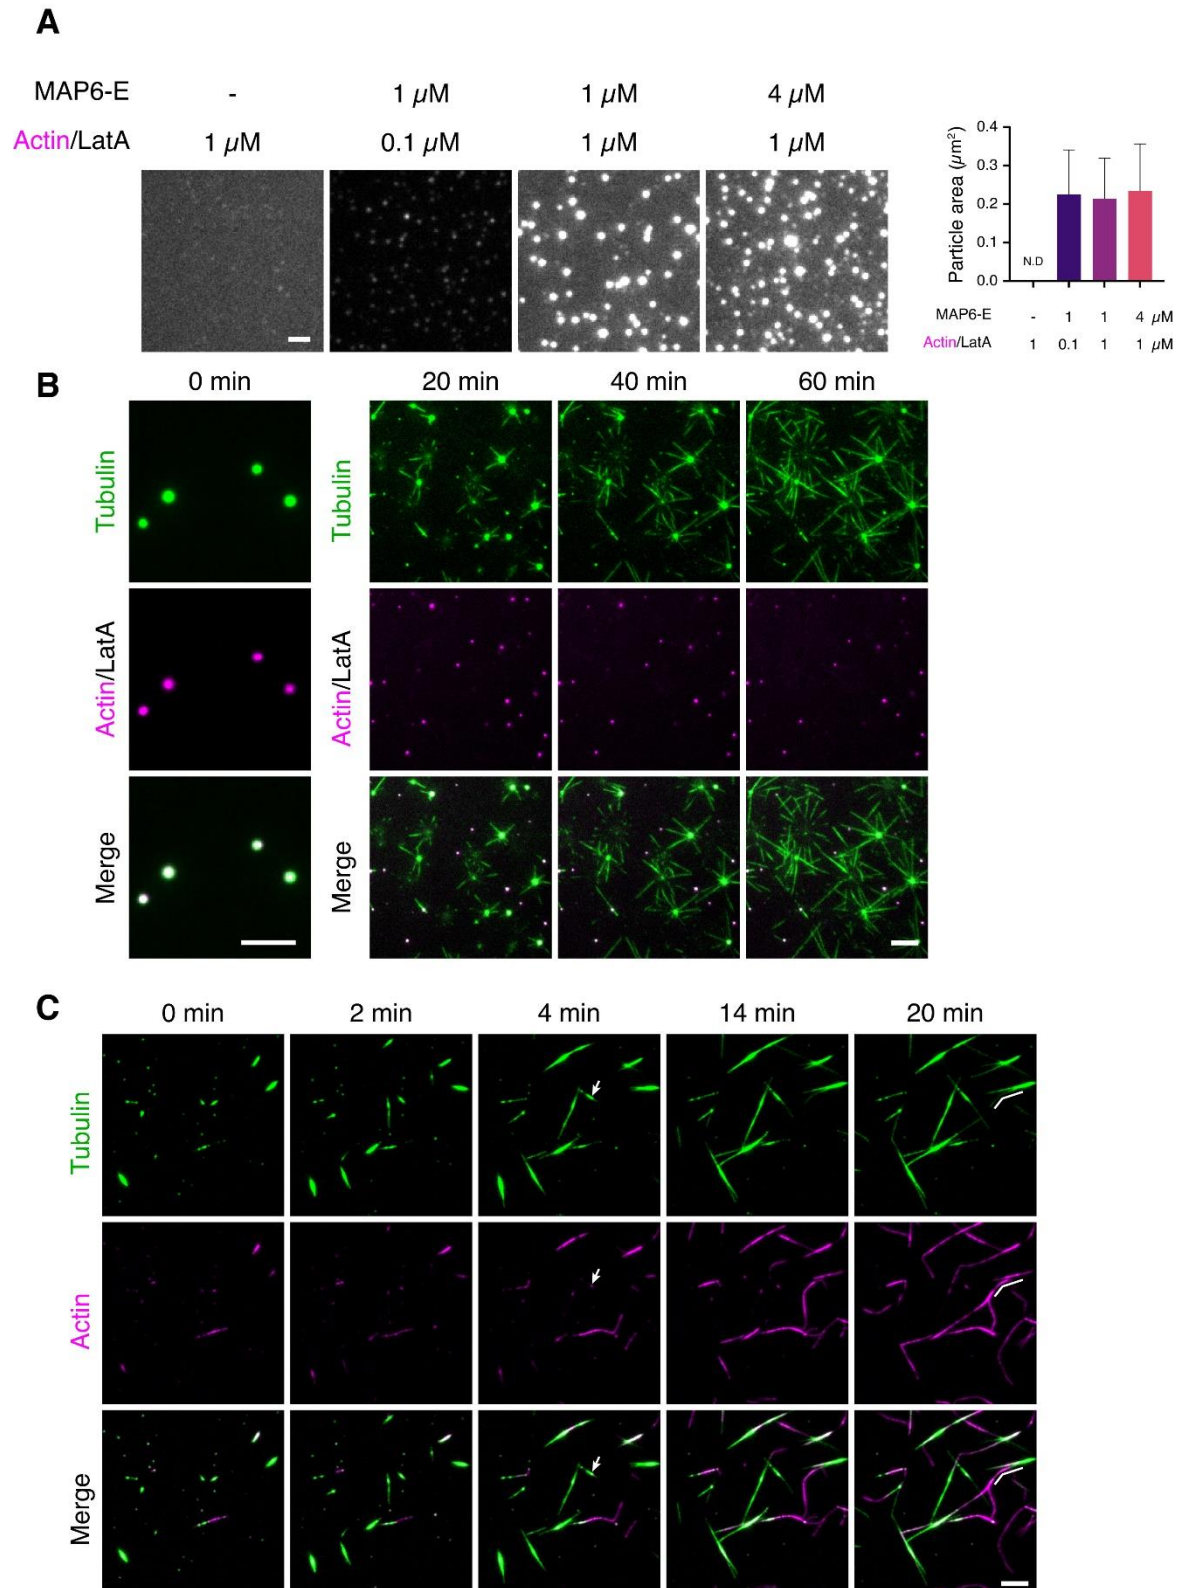 A
MAP6-E - 1 µM 1 µM 4 µM
Actin/LatA 1 µM 0.1 µM 1 µM 1 µM
Particle area (µm²)
0.4
0.3
0.2
0.1
0.0
N.D
MAP6-E - 1 1 4 µM
Actin/LatA 1 0.1 1 1 µM
B
0 min 20 min 40 min 60 min
Tubulin Tubulin
Actin/LatA Actin/LatA
Merge Merge
C
0 min 2 min 4 min 14 min 20 min
Tubulin
Actin
Merge